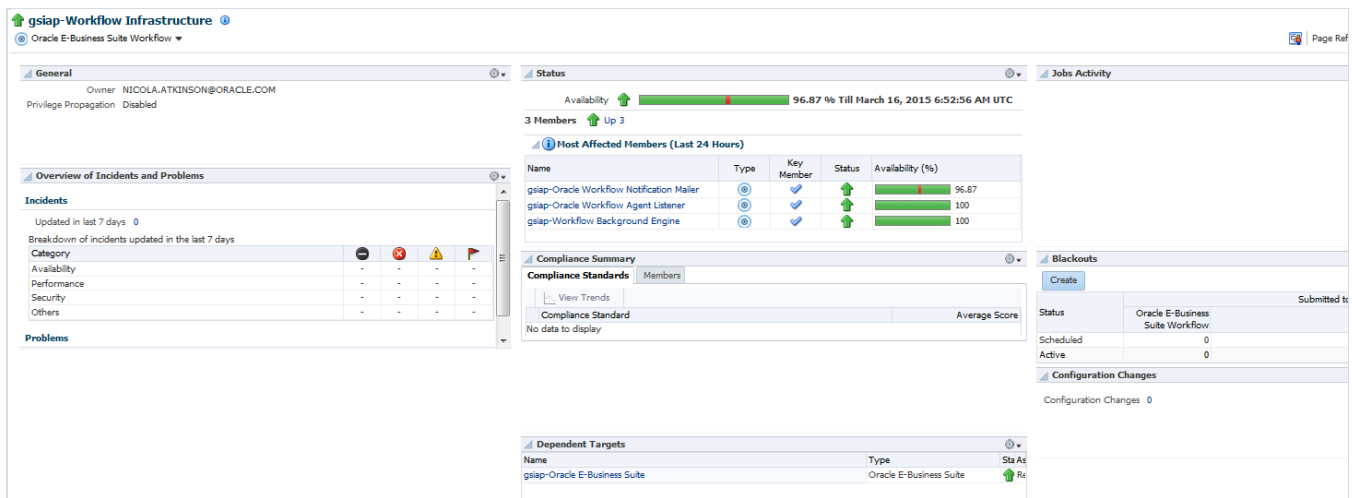 gsiap-Workflow Infrastructure
Oracle E-Business Suite Workflow
Page Ref
General
Owner NICOLA.ATKINSON@ORACLE.COM
Privilege Propagation Disabled
Overview of Incidents and Problems
Incidents
Updated in last 7 days 0
Breakdown of incidents updated in the last 7 days
Category
Availability - - - -
Performance - - - -
Security - - - -
Others - - - -
Problems
Status
Availability 96.87 % Till March 16, 2015 6:52:56 AM UTC
3 Members Up 3
Most Affected Members (Last 24 Hours)
Name Type Key Member Status Availability (%)
gsiap-Oracle Workflow Notification Mailer 96.87
gsiap-Oracle Workflow Agent Listener 100
gsiap-Workflow Background Engine 100
Compliance Summary
Compliance Standards Members
View Trends
Compliance Standard Average Score
No data to display
Dependent Targets
Name Type Sta As
gsiap-Oracle E-Business Suite Oracle E-Business Suite Re
Jobs Activity
Blackouts
Create
Submitted to
Status Oracle E-Business Suite Workflow
Scheduled 0
Active 0
Configuration Changes
Configuration Changes 0